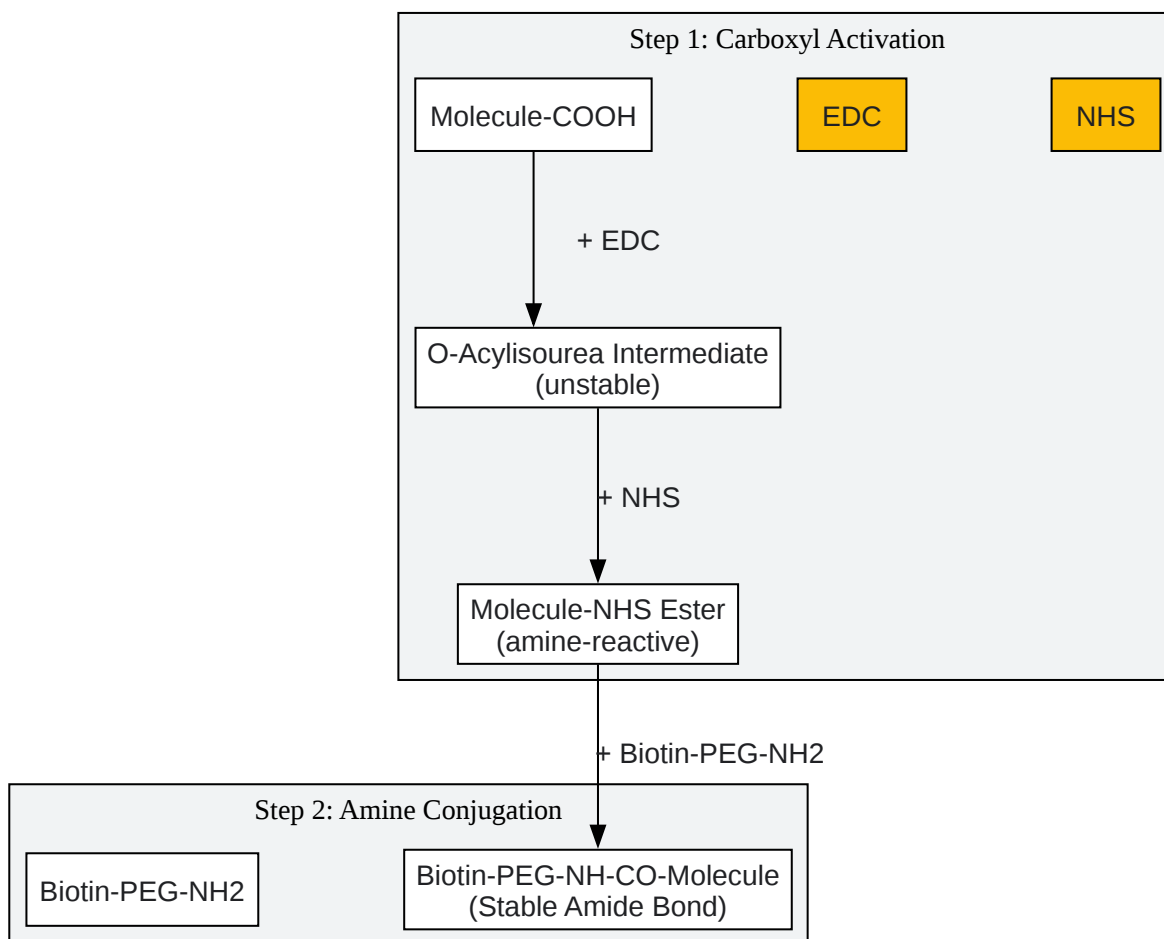 Step 1: Carboxyl Activation
Molecule-COOH
EDC
NHS
+ EDC
O-Acylisourea Intermediate
(unstable)
+ NHS
Molecule-NHS Ester
(amine-reactive)
+ Biotin-PEG-NH2
Step 2: Amine Conjugation
Biotin-PEG-NH2
Biotin-PEG-NH-CO-Molecule
(Stable Amide Bond)